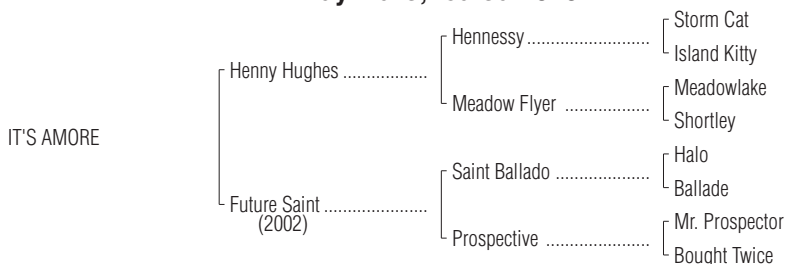 Storm Cat
Hennessy
Island Kitty
Henny Hughes
Meadowlake
Meadow Flyer
Shortley
IT'S AMORE
Halo
Saint Ballado
Ballade
Future Saint
(2002)
Mr. Prospector
Prospective
Bought Twice